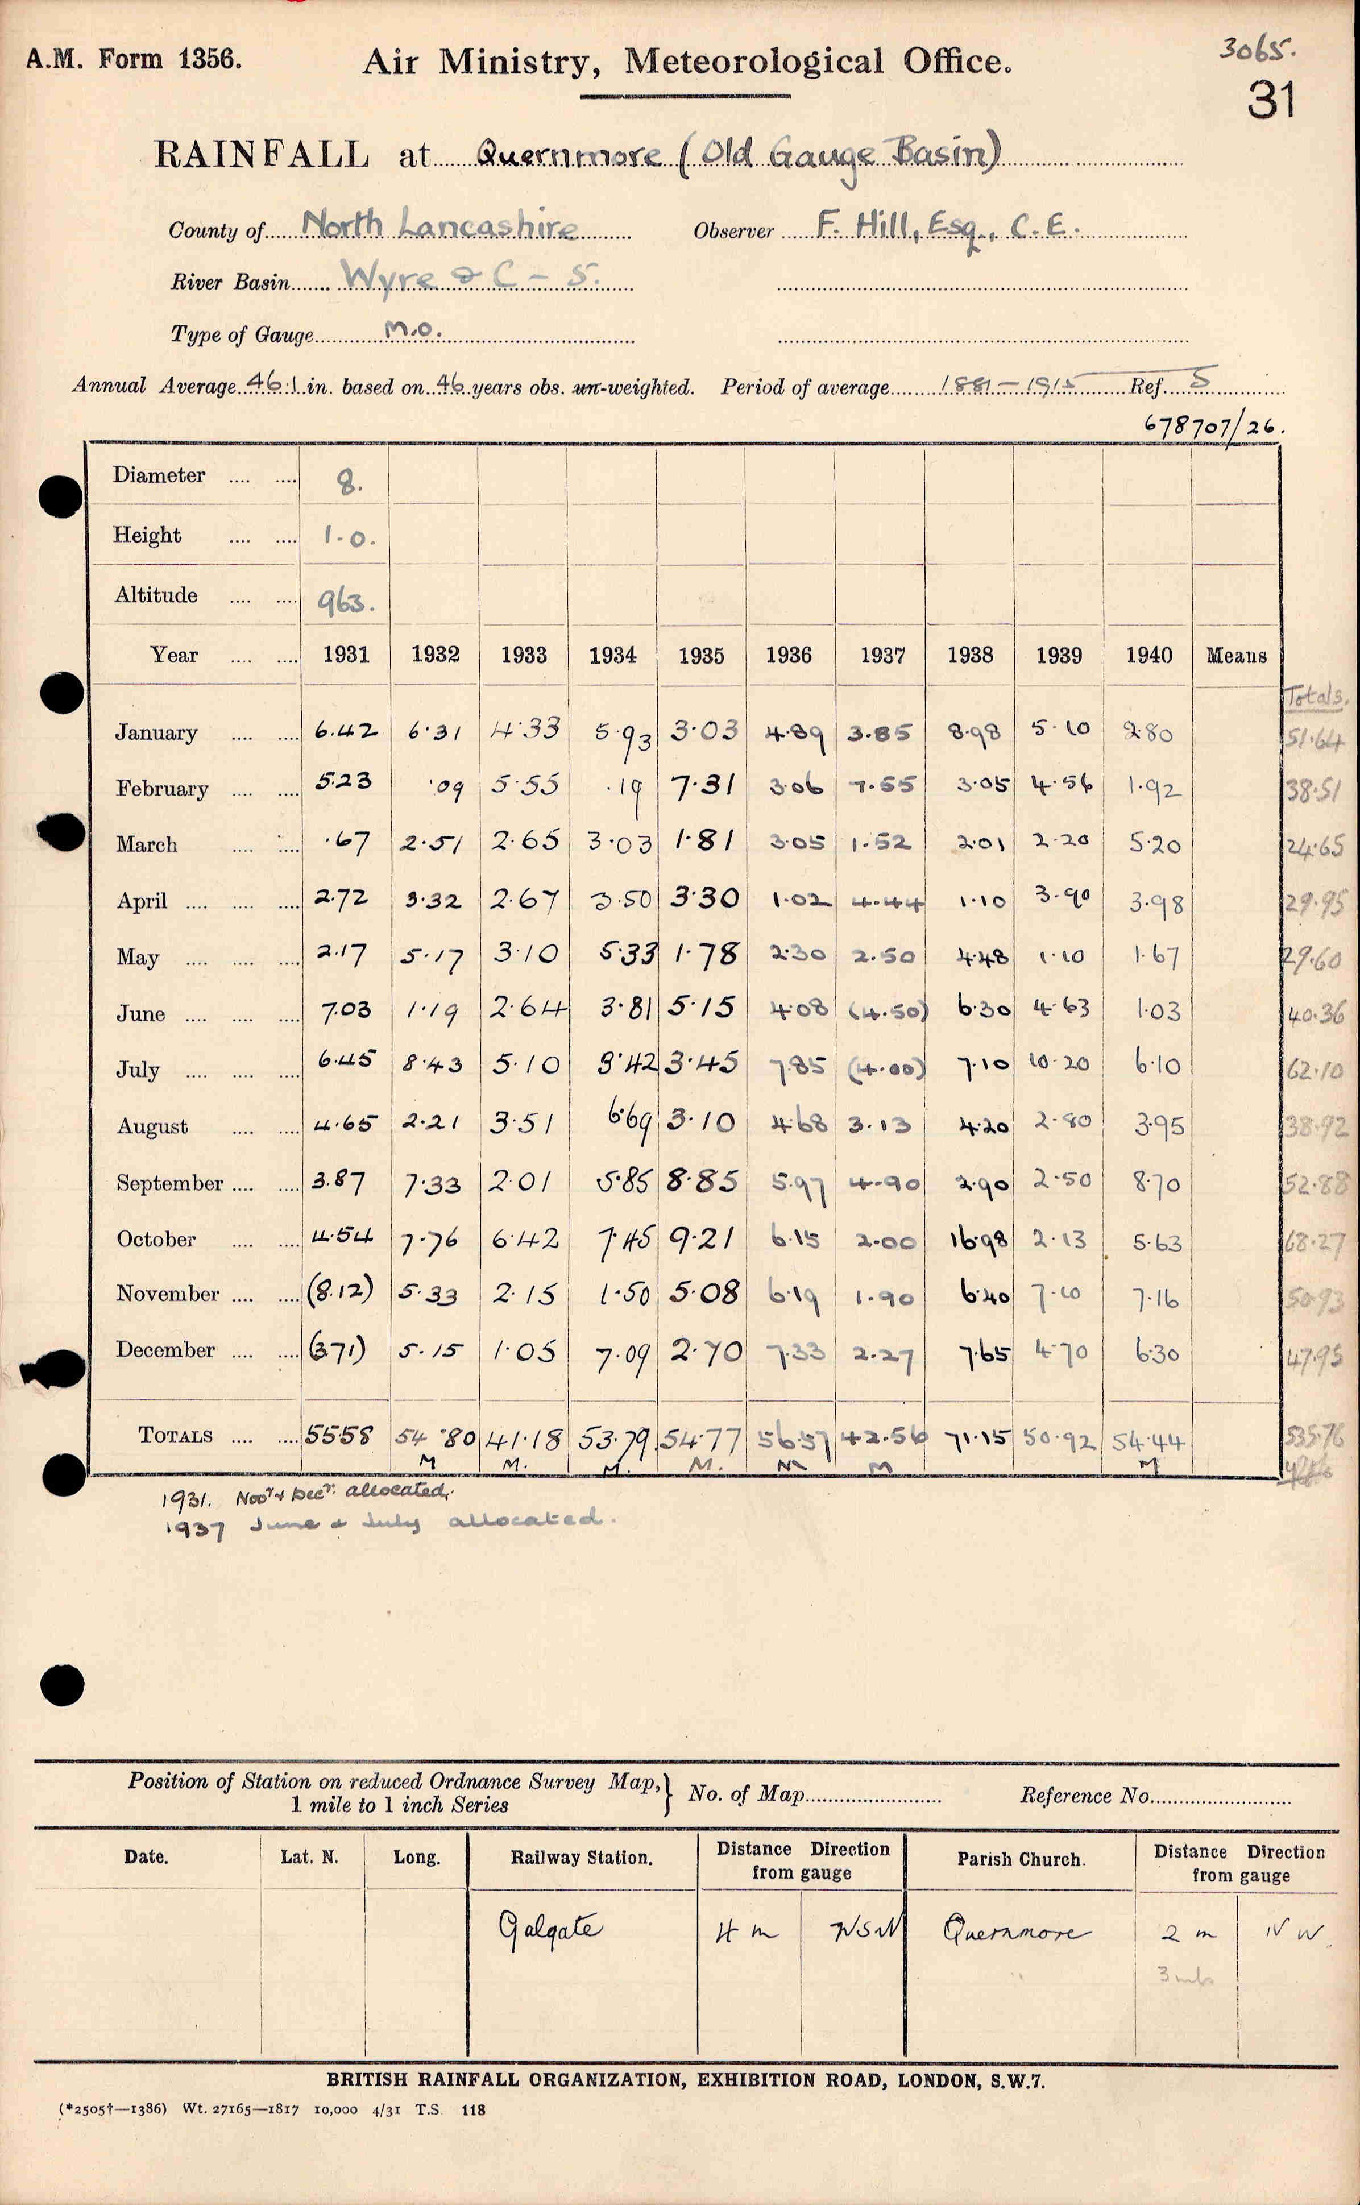 3065.
A.M. Form 1356. Air Ministry, Meteorological Office.
31
RAINFALL at Quernmore (Old Gauge Basin)
County of North Lancashire Observer F. Hill, Esq., C.E.
River Basin Wyre & C - 5.
Type of Gauge M.O.
Annual Average 46.1 in. based on 46 years obs. un-weighted. Period of average 1881-1915 Ref. 5
678707/26.
Diameter 8.
Height 1.0.
Altitude 963.
Year 1931 1932 1933 1934 1935 1936 1937 1938 1939 1940 Means
Totals.
January 6.42 6.31 4.33 5.93 3.03 4.89 3.85 8.98 5.10 2.80 51.64
February 5.23 .09 5.55 .19 7.31 3.06 7.55 3.05 4.56 1.92 38.51
March .67 2.51 2.65 3.03 1.81 3.05 1.52 2.01 2.20 5.20 24.65
April 2.72 3.32 2.67 3.50 3.30 1.02 4.44 1.10 3.90 3.98 29.95
May 2.17 5.17 3.10 5.33 1.78 2.30 2.50 4.48 1.10 1.67 29.60
June 7.03 1.19 2.64 3.81 5.15 4.08 (4.50) 6.30 4.63 1.03 40.36
July 6.45 8.43 5.10 3.42 3.45 7.85 (4.00) 7.10 10.20 6.10 62.10
August 4.65 2.21 3.51 6.69 3.10 4.68 3.13 4.20 2.80 3.95 38.92
September 3.87 7.33 2.01 5.85 8.85 5.97 4.90 2.90 2.50 8.70 52.88
October 4.54 7.76 6.42 7.45 9.21 6.15 2.00 16.98 2.13 5.63 68.27
November (8.12) 5.33 2.15 1.50 5.08 6.19 1.90 6.40 7.10 7.16 50.93
December (3.71) 5.15 1.05 7.09 2.70 7.33 2.27 7.65 4.70 6.30 47.95
TOTALS 55.58 54.80 41.18 53.79 54.77 56.57 42.56 71.15 50.92 54.44 535.76
M M. M. M. M M M
1931. Novr & Decr. allocated.
1937 June & July allocated.
Position of Station on reduced Ordnance Survey Map, 1 mile to 1 inch Series } No. of Map Reference No.
Date. Lat. N. Long. Railway Station. Distance Direction from gauge Parish Church. Distance Direction from gauge
Galgate 4 m WSW Quernmore 2 m N W.
3 mls
BRITISH RAINFALL ORGANIZATION, EXHIBITION ROAD, LONDON, S.W.7.
(*2505†—1386) Wt. 27165—1817 10,000 4/31 T.S. 118